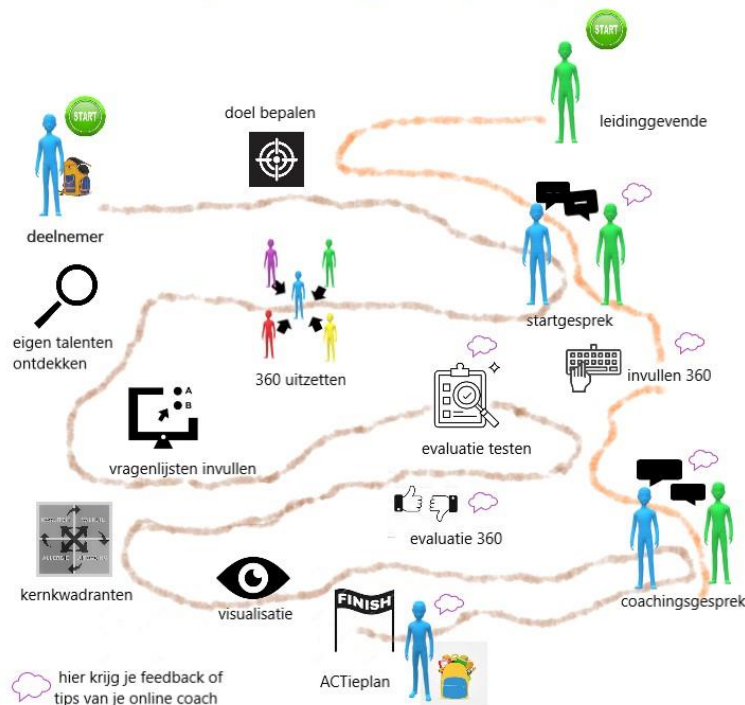 START
leidinggevende
doel bepalen
START
deelnemer
startgesprek
eigen talenten
ontdekken
360 uitzetten
invullen 360
A
B
vragenlijsten invullen
evaluatie testen
evaluatie 360
kernkwadranten
visualisatie
coachingsgesprek
FINISH
ACTieplan
hier krijg je feedback of
tips van je online coach